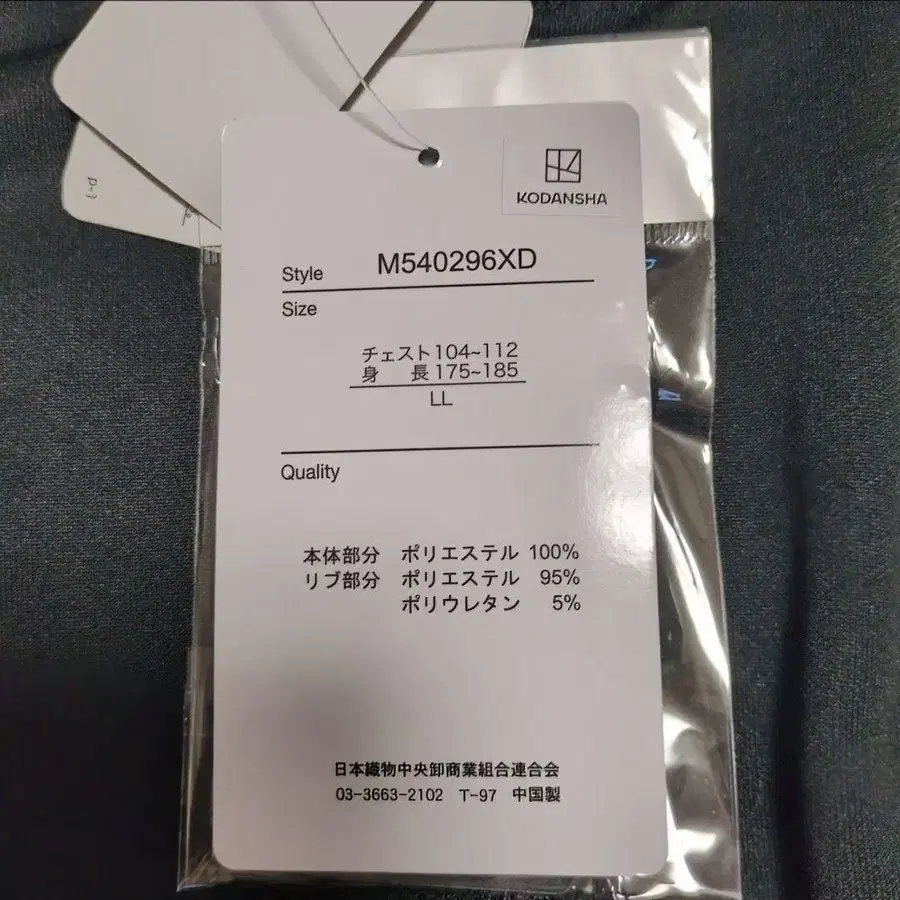 KODANSHA
Style M540296XD
Size
チェスト104~112
身 長175~185
LL
Quality
本体部分 ポリエステル 100%
リブ部分 ポリエステル 95%
ポリウレタン 5%
日本織物中央卸商業組合連合会
03-3663-2102 T-97 中国製